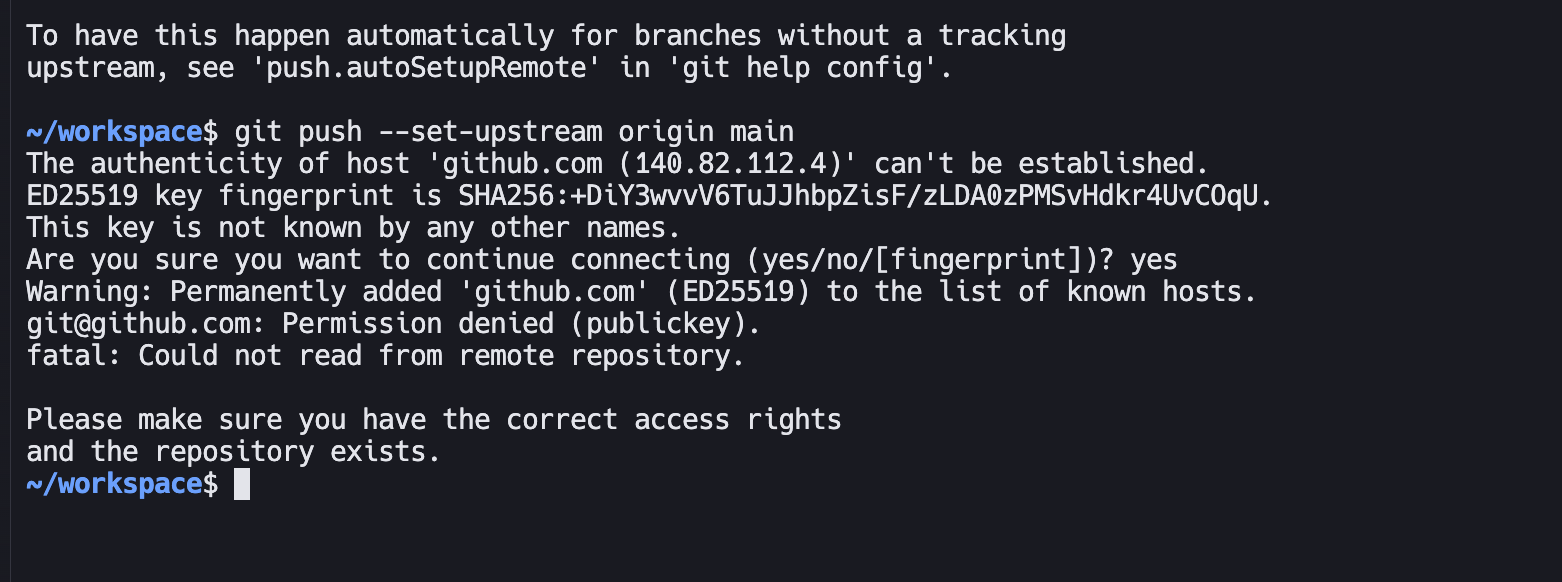 To have this happen automatically for branches without a tracking
upstream, see 'push.autoSetupRemote' in 'git help config'.
~/workspace$ git push --set-upstream origin main
The authenticity of host 'github.com (140.82.112.4)' can't be established.
ED25519 key fingerprint is SHA256:+DiY3wvvV6TuJJhbpZisF/zLDA0zPMSvHdkr4UvCOqU.
This key is not known by any other names.
Are you sure you want to continue connecting (yes/no/[fingerprint])? yes
Warning: Permanently added 'github.com' (ED25519) to the list of known hosts.
git@github.com: Permission denied (publickey).
fatal: Could not read from remote repository.
Please make sure you have the correct access rights
and the repository exists.
~/workspace$